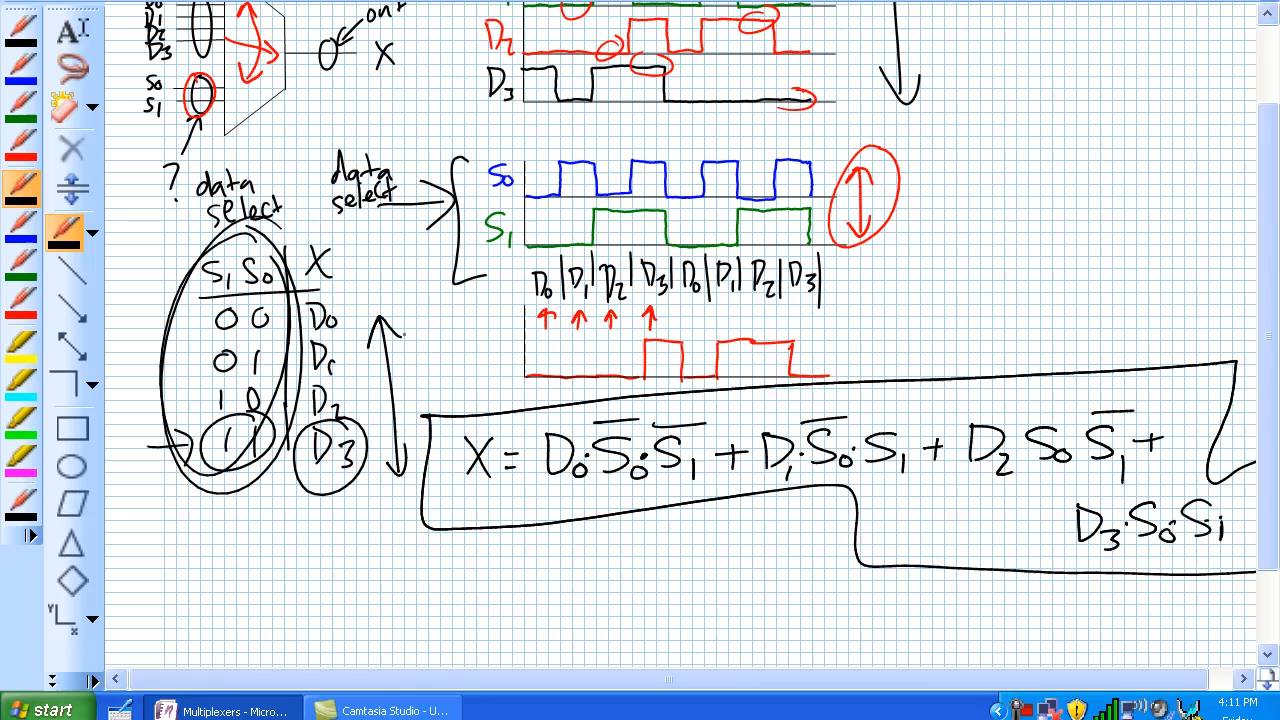 D1
D2
D3
S0
S1
out
X
?
data
select
D2
D3
data
select
S0
S1
D0 | D1 | D2 | D3 | D0 | D1 | D2 | D3 |
S1 S0 | X
0 0 | D0
0 1 | D1
1 0 | D2
1 1 | D3
X = D0·S̅0·S̅1 + D1·S̅0·S1 + D2 S0 S̅1 +
D3·S0·S1
start
Multiplexers - Micro...
Camtasia Studio - U...
4:11 PM